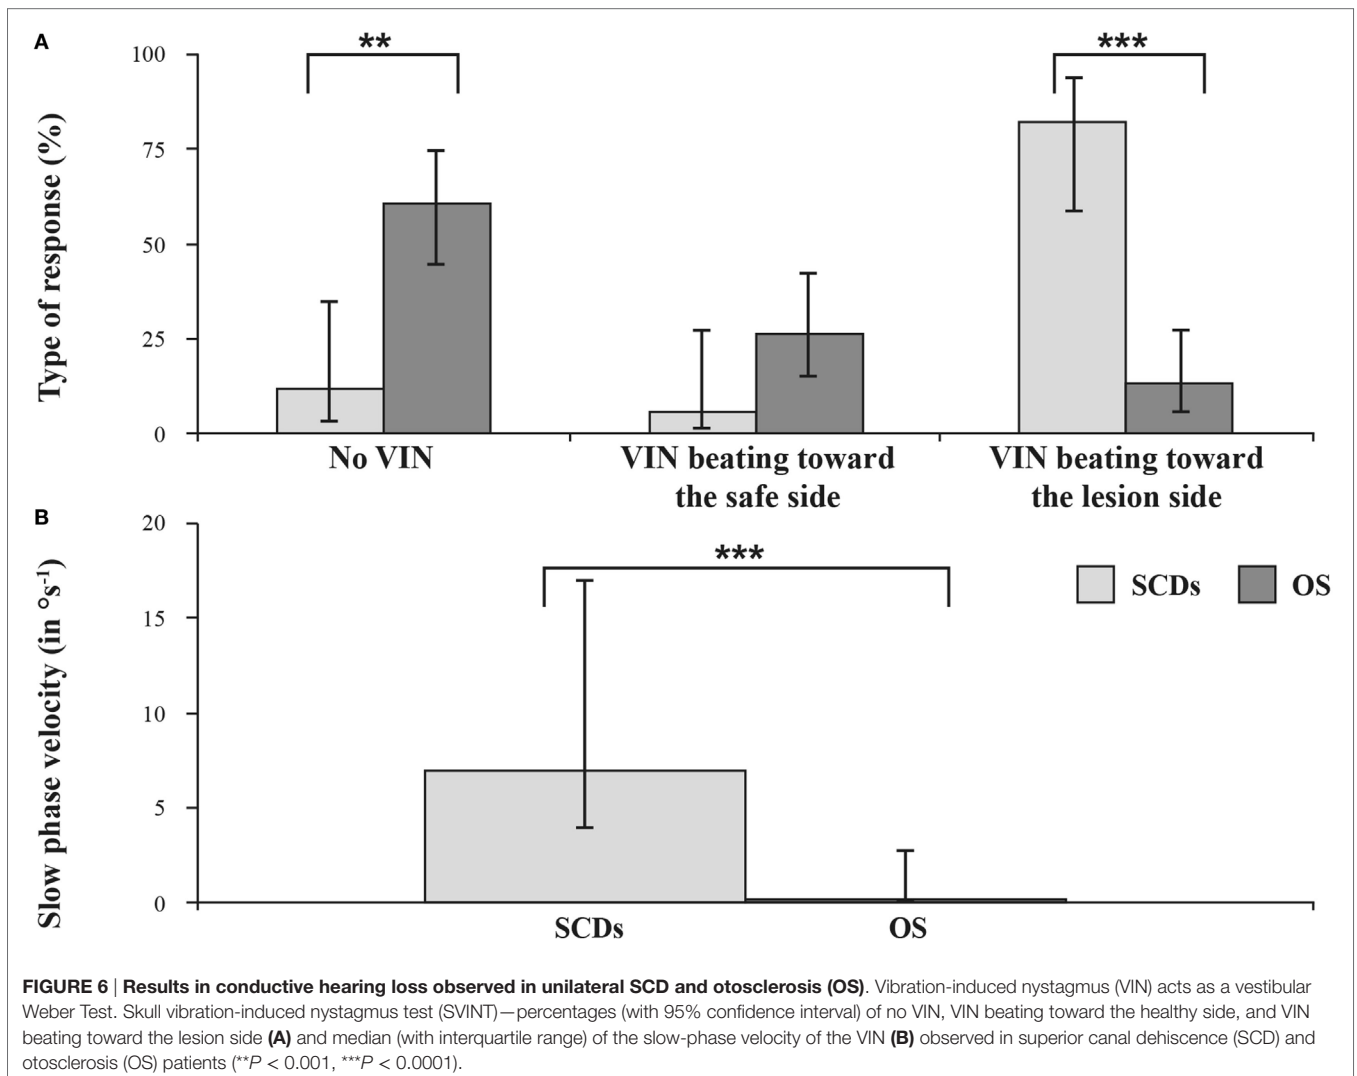 A
**
***
100
75
50
25
0
Type of response (%)
No VIN
VIN beating toward
the safe side
VIN beating toward
the lesion side
B
20
15
10
5
0
Slow phase velocity (in °s-1)
***
SCDs
OS
SCDs
OS
FIGURE 6 | Results in conductive hearing loss observed in unilateral SCD and otosclerosis (OS). Vibration-induced nystagmus (VIN) acts as a vestibular
Weber Test. Skull vibration-induced nystagmus test (SVINT)—percentages (with 95% confidence interval) of no VIN, VIN beating toward the healthy side, and VIN
beating toward the lesion side (A) and median (with interquartile range) of the slow-phase velocity of the VIN (B) observed in superior canal dehiscence (SCD) and
otosclerosis (OS) patients (**P < 0.001, ***P < 0.0001).